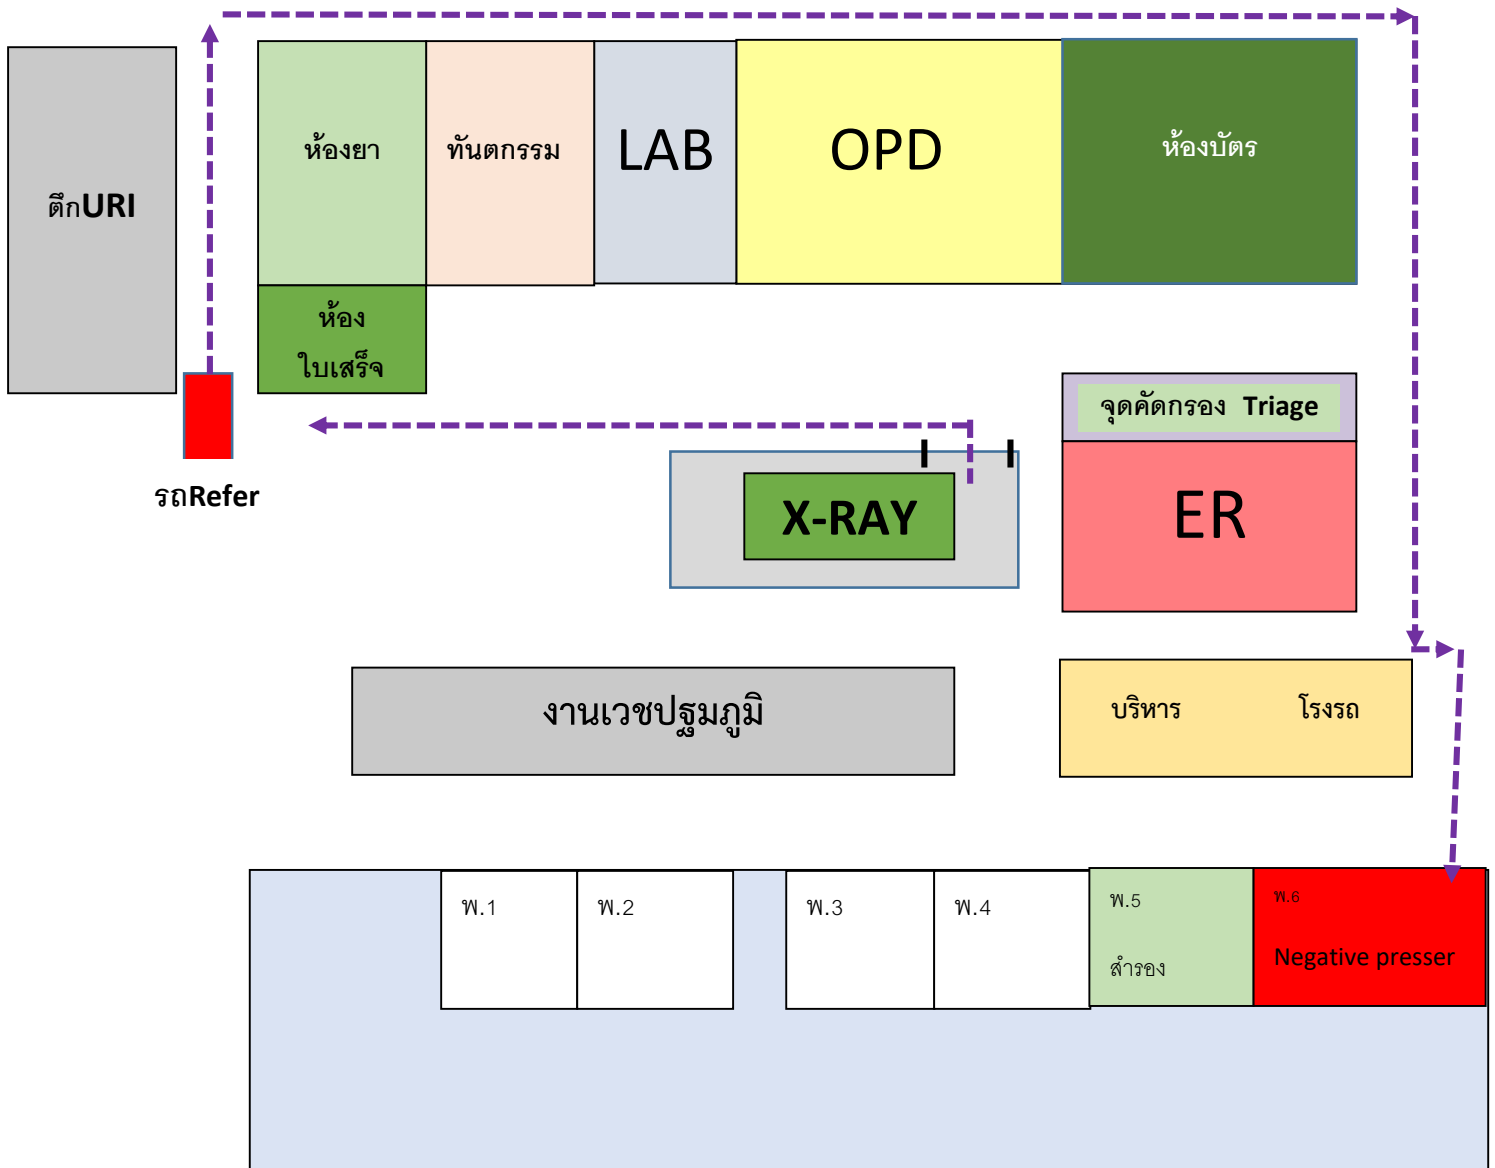 ตึกURI
ห้องยา
ทันตกรรม
LAB
OPD
ห้องบัตร
ห้อง
ใบเสร็จ
รถRefer
จุดคัดกรอง Triage
X-RAY
ER
งานเวชปฐมภูมิ
บริหาร โรงรถ
พ.1
พ.2
พ.3
พ.4
พ.5
สำรอง
พ.6
Negative presser